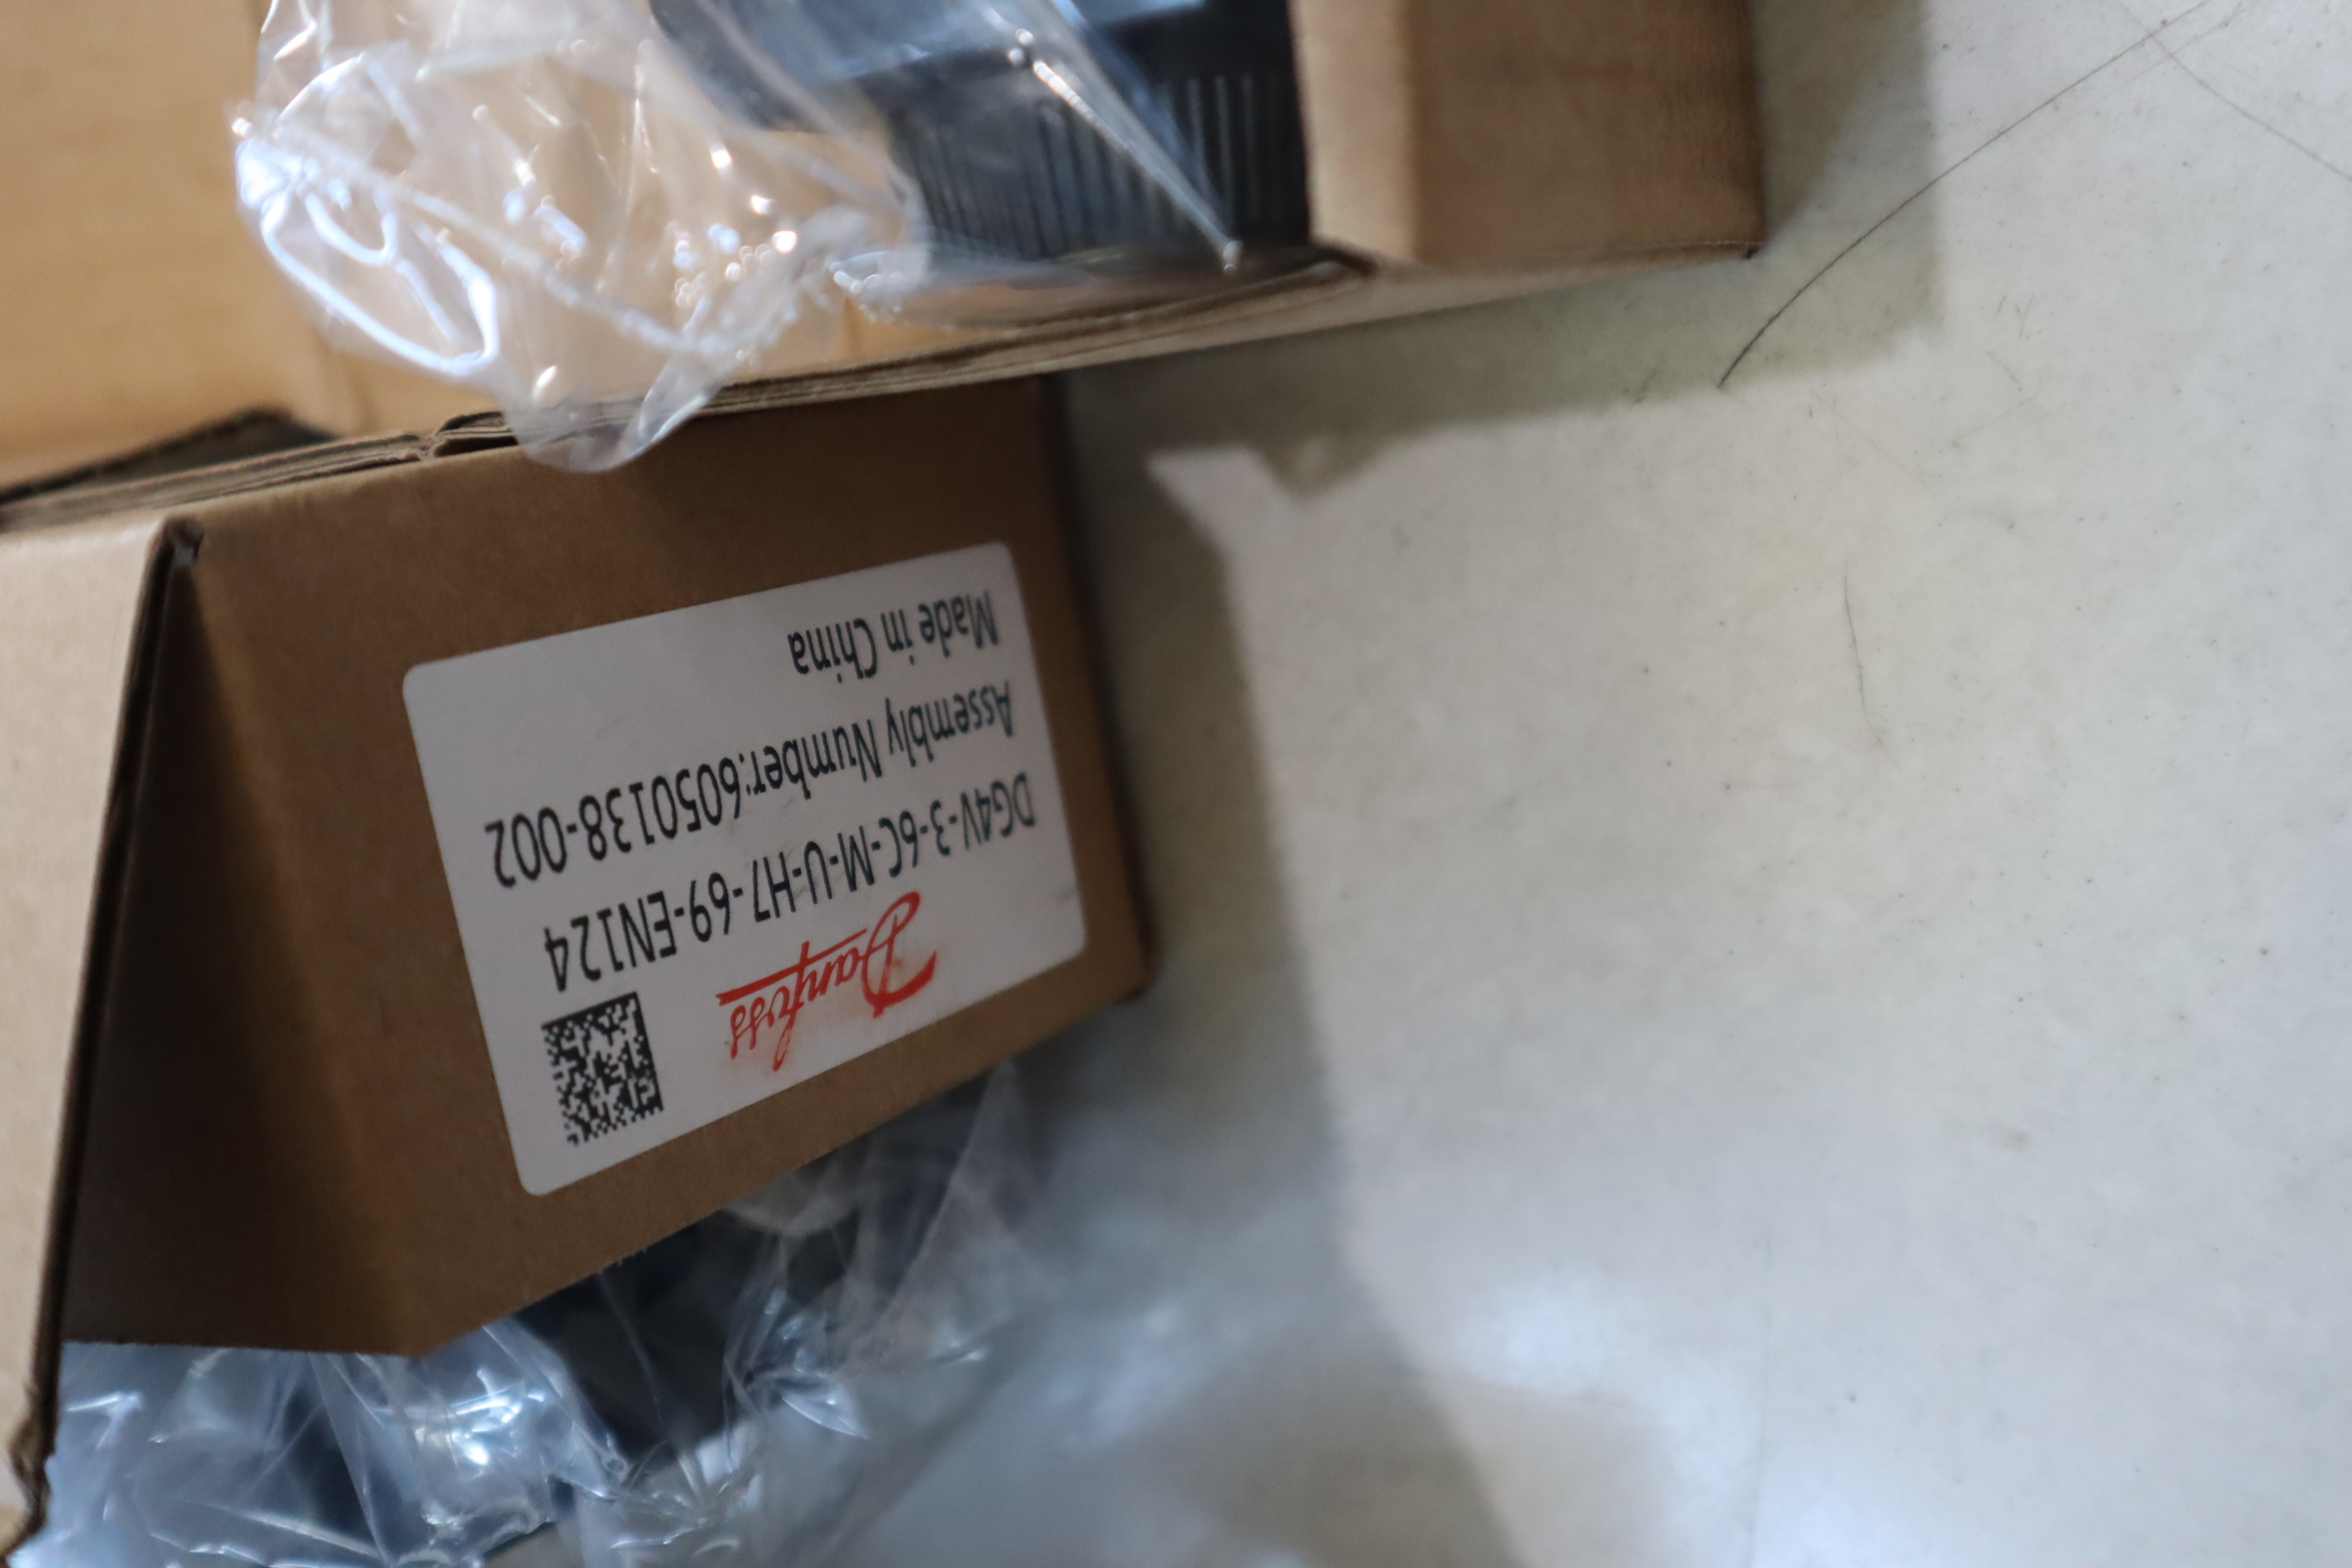 Danfoss
DG4V-3-6C-M-U-H7-69-EN124
Assembly Number:6050138-002
Made in China